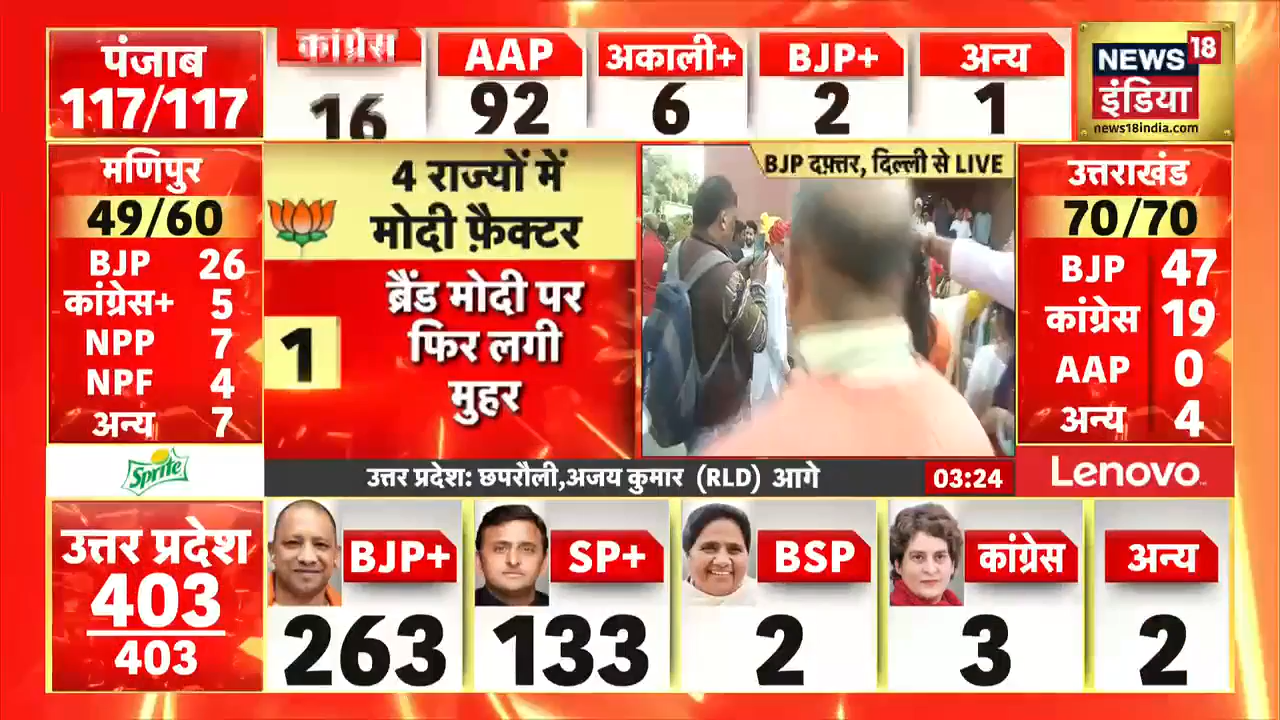 पंजाब
117/117
कांग्रेस
16
AAP
92
अकाली+
6
BJP+
2
अन्य
1
NEWS 18
इंडिया
news18india.com
मणिपुर
49/60
BJP 26
कांग्रेस+ 5
NPP 7
NPF 4
अन्य 7
4 राज्यों में
मोदी फ़ैक्टर
1
ब्रैंड मोदी पर
फिर लगी
मुहर
BJP दफ़्तर, दिल्ली से LIVE
उत्तराखंड
70/70
BJP 47
कांग्रेस 19
AAP 0
अन्य 4
Sprite
उत्तर प्रदेश: छपरौली,अजय कुमार (RLD) आगे
03:24
Lenovo
उत्तर प्रदेश
403
403
BJP+
263
SP+
133
BSP
2
कांग्रेस
3
अन्य
2